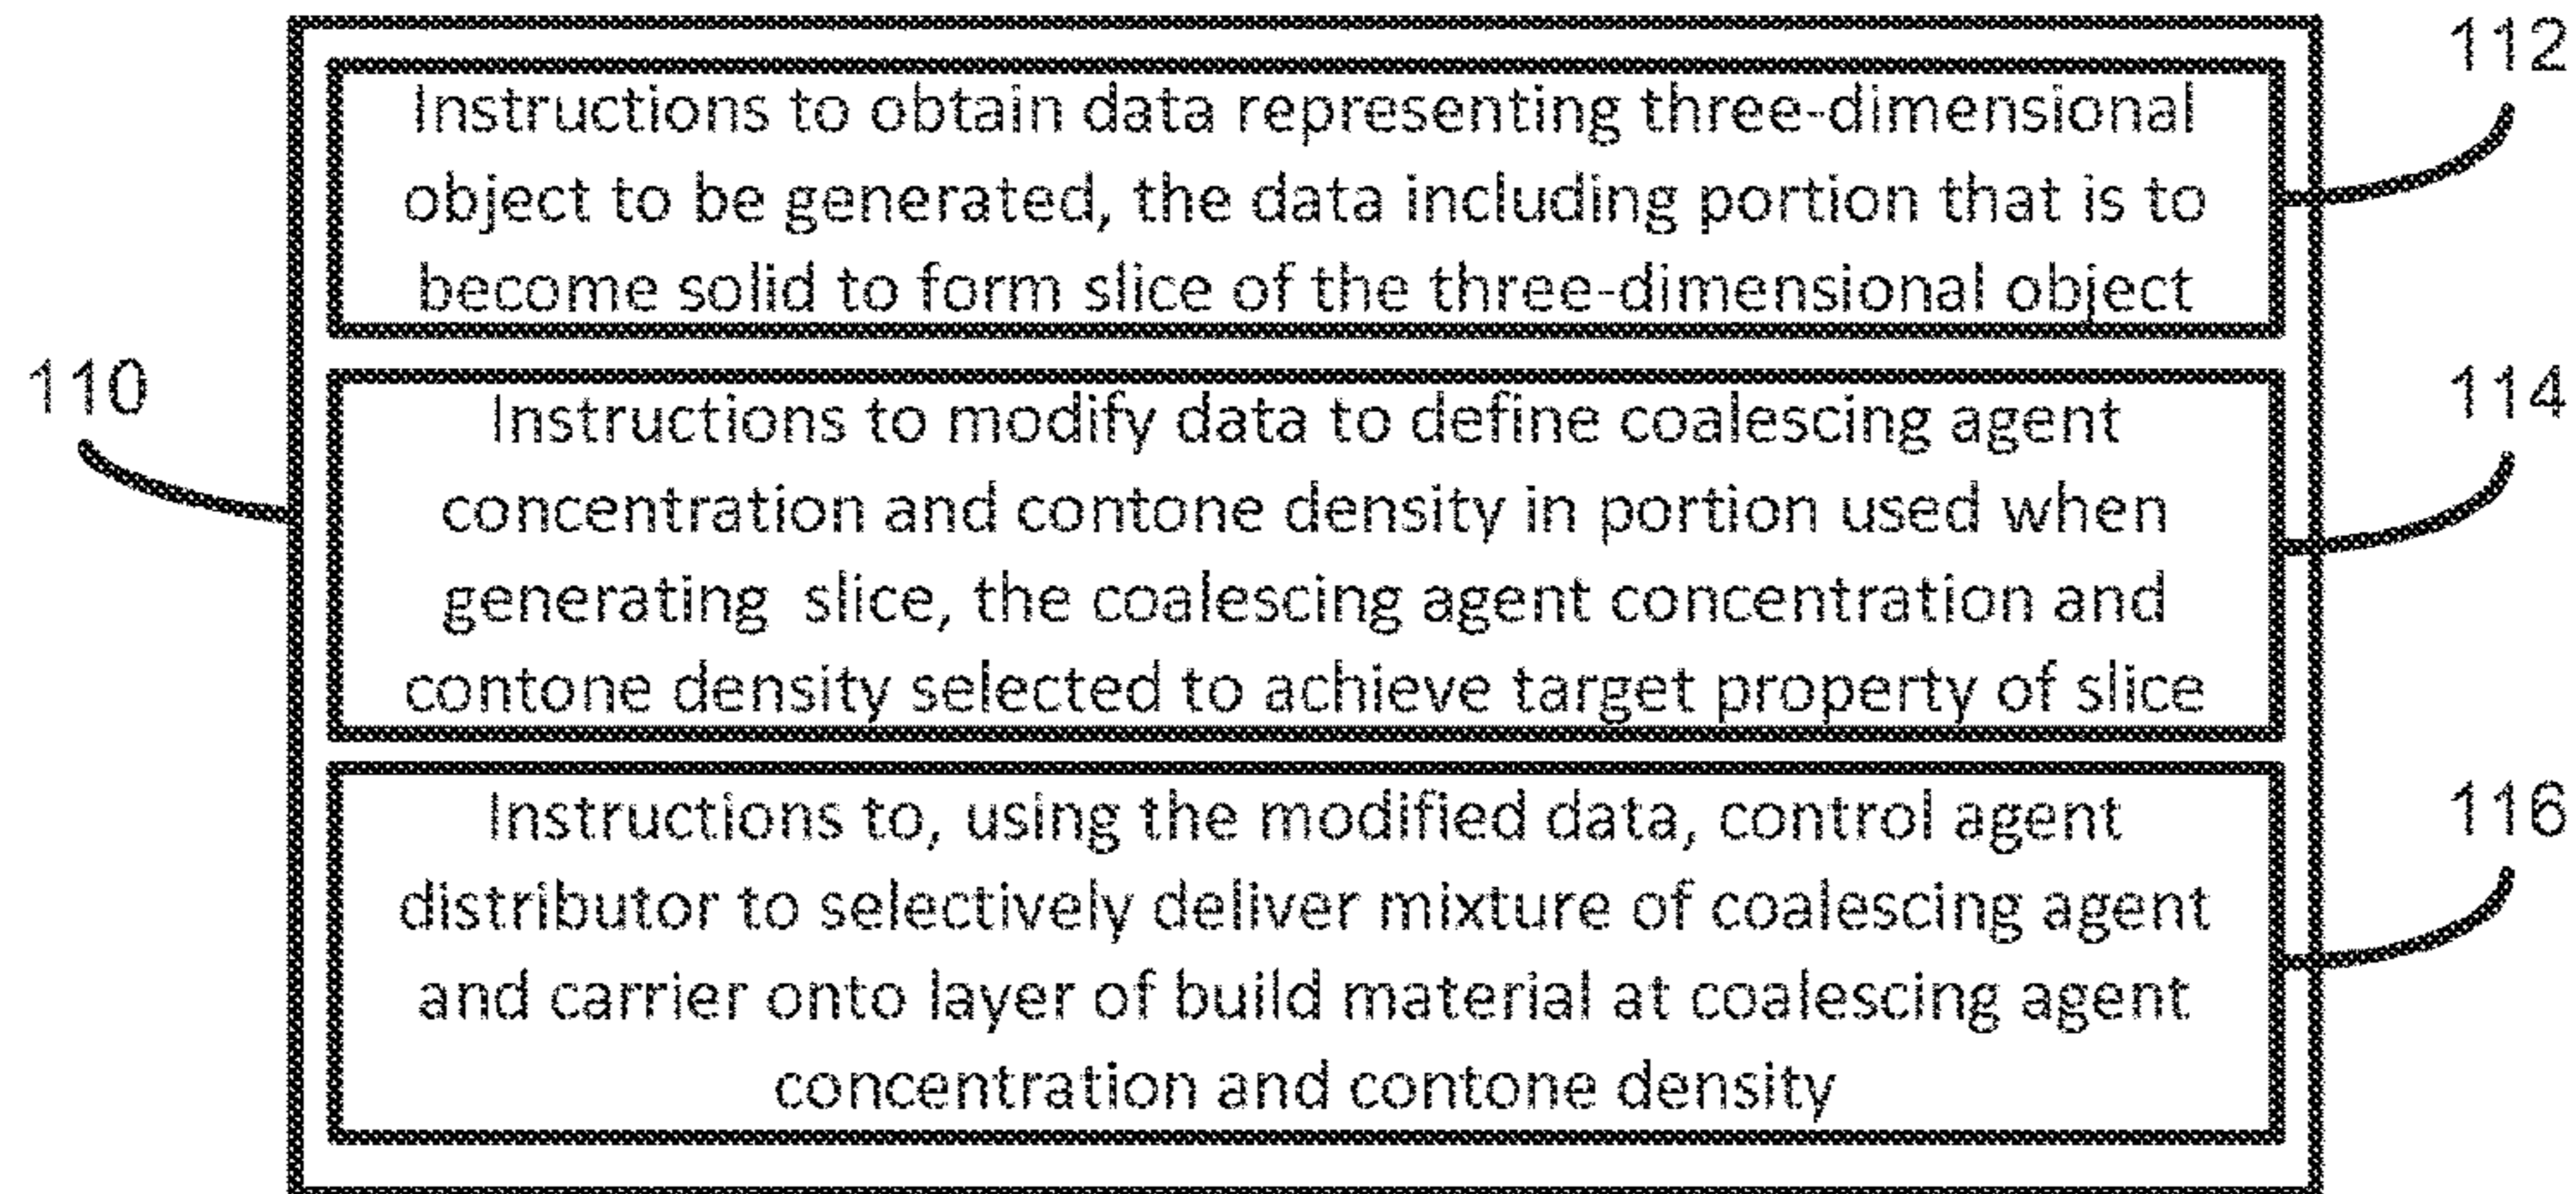 112
Instructions to obtain data representing three-dimensional
object to be generated, the data including portion that is to
become solid to form slice of the three-dimensional object
110
114
Instructions to modify data to define coalescing agent
concentration and contone density in portion used when
generating slice, the coalescing agent concentration and
contone density selected to achieve target property of slice
116
Instructions to, using the modified data, control agent
distributor to selectively deliver mixture of coalescing agent
and carrier onto layer of build material at coalescing agent
concentration and contone density